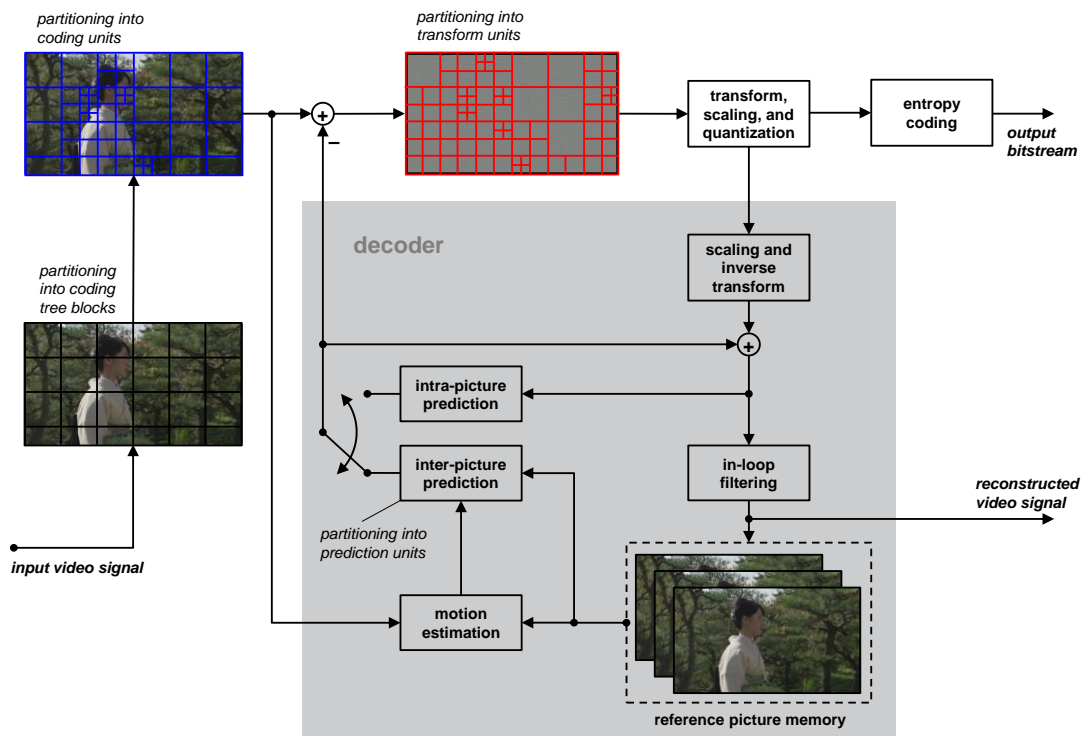 partitioning into
coding units
partitioning into
transform units
transform,
scaling, and
quantization
entropy
coding
output
bitstream
+
–
decoder
scaling and
inverse
transform
partitioning
into coding
tree blocks
+
intra-picture
prediction
inter-picture
prediction
in-loop
filtering
reconstructed
video signal
partitioning into
prediction units
input video signal
motion
estimation
reference picture memory